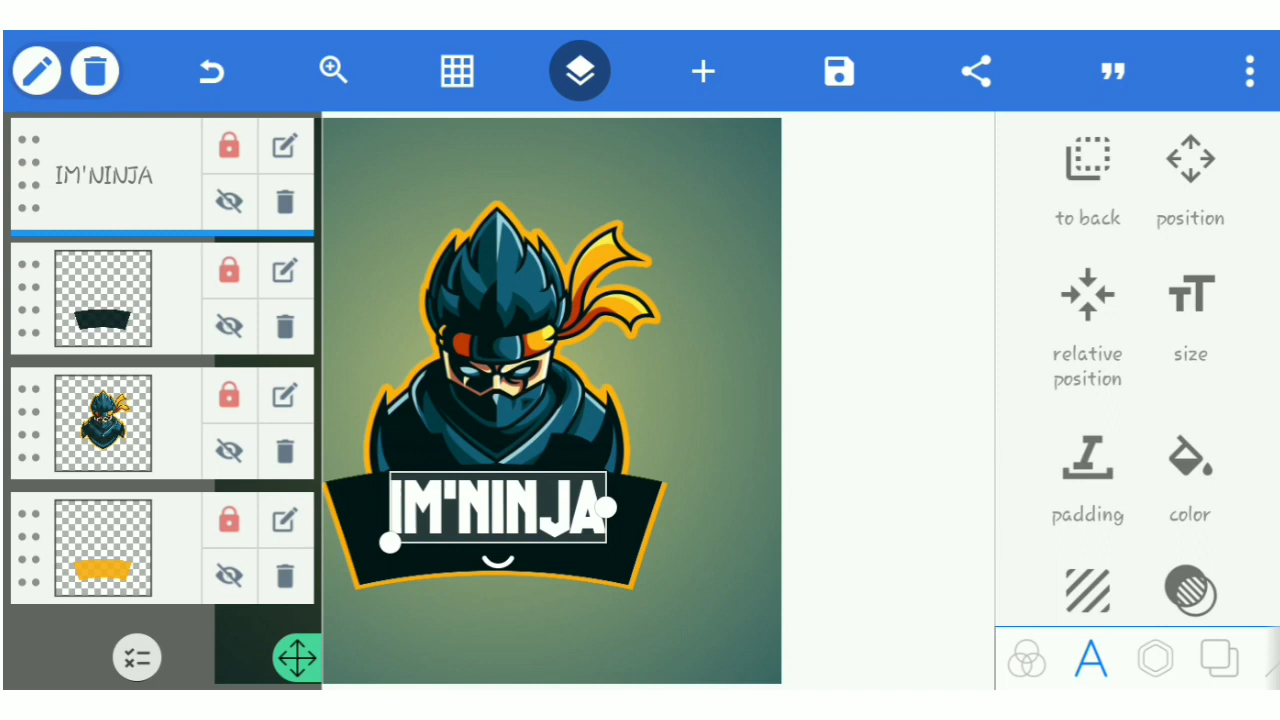 IM'NINJA
to back
position
relative
position
size
IM'NINJA
padding
color